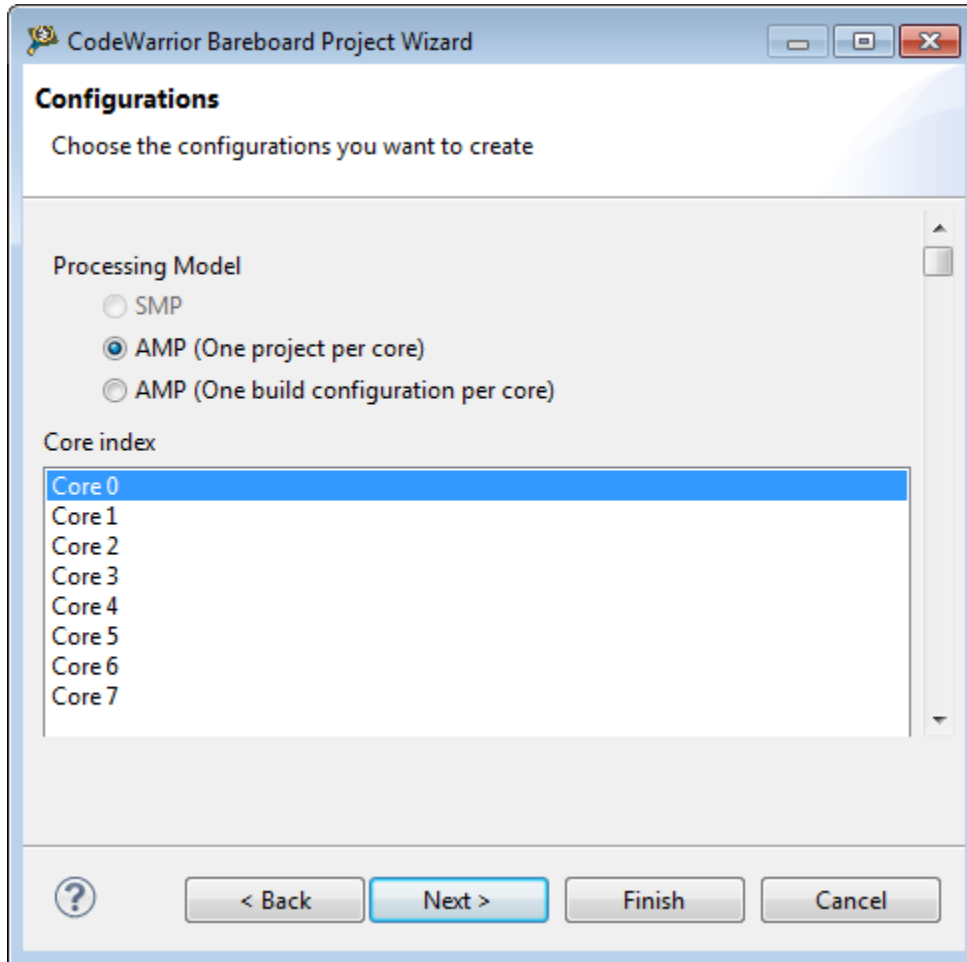 CodeWarrior Bareboard Project Wizard
Configurations
Choose the configurations you want to create
Processing Model
SMP
AMP (One project per core)
AMP (One build configuration per core)
Core index
Core 0
Core 1
Core 2
Core 3
Core 4
Core 5
Core 6
Core 7
? < Back Next > Finish Cancel